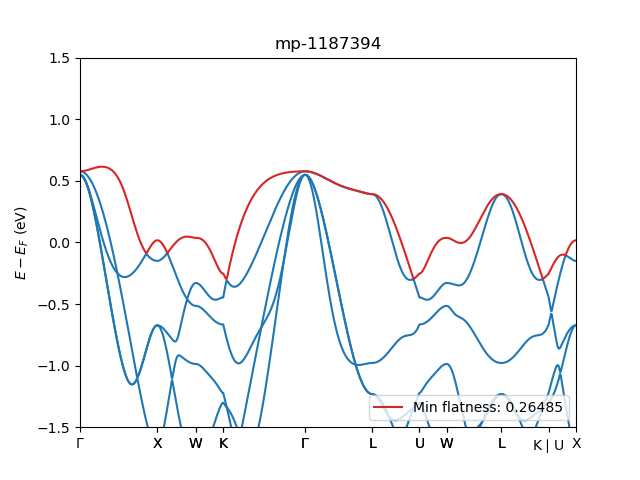 mp-1187394
E − E_F (eV)
1.5
1.0
0.5
0.0
−0.5
−1.0
−1.5
Min flatness: 0.26485
Γ X W K Γ L U W L K | U X